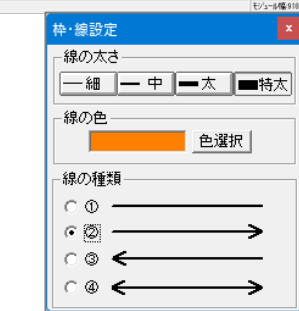 モジュール幅:910
枠・線設定
x
線の太さ
細 中 太 特太
線の色
色選択
線の種類
①
②
③
④